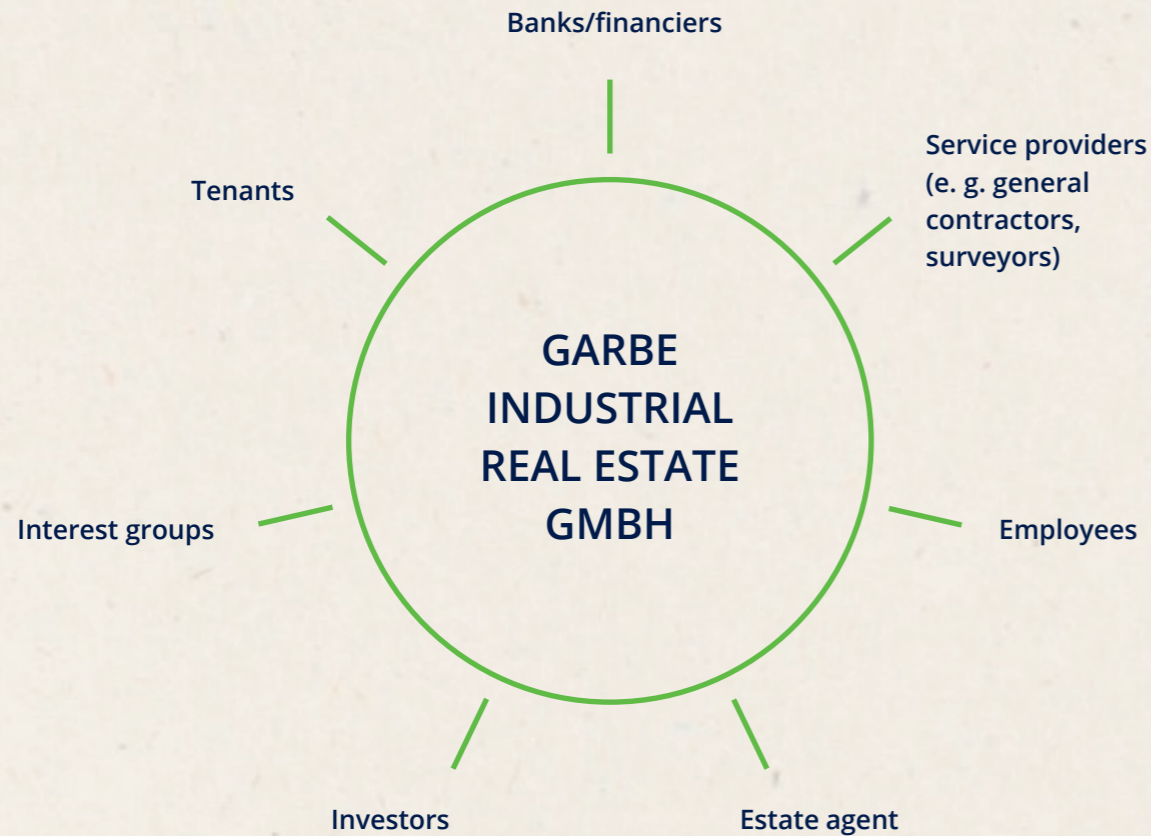 Banks/financiers
Service providers
(e. g. general
contractors,
surveyors)
Tenants
GARBE
INDUSTRIAL
REAL ESTATE
GMBH
Interest groups
Employees
Investors
Estate agent